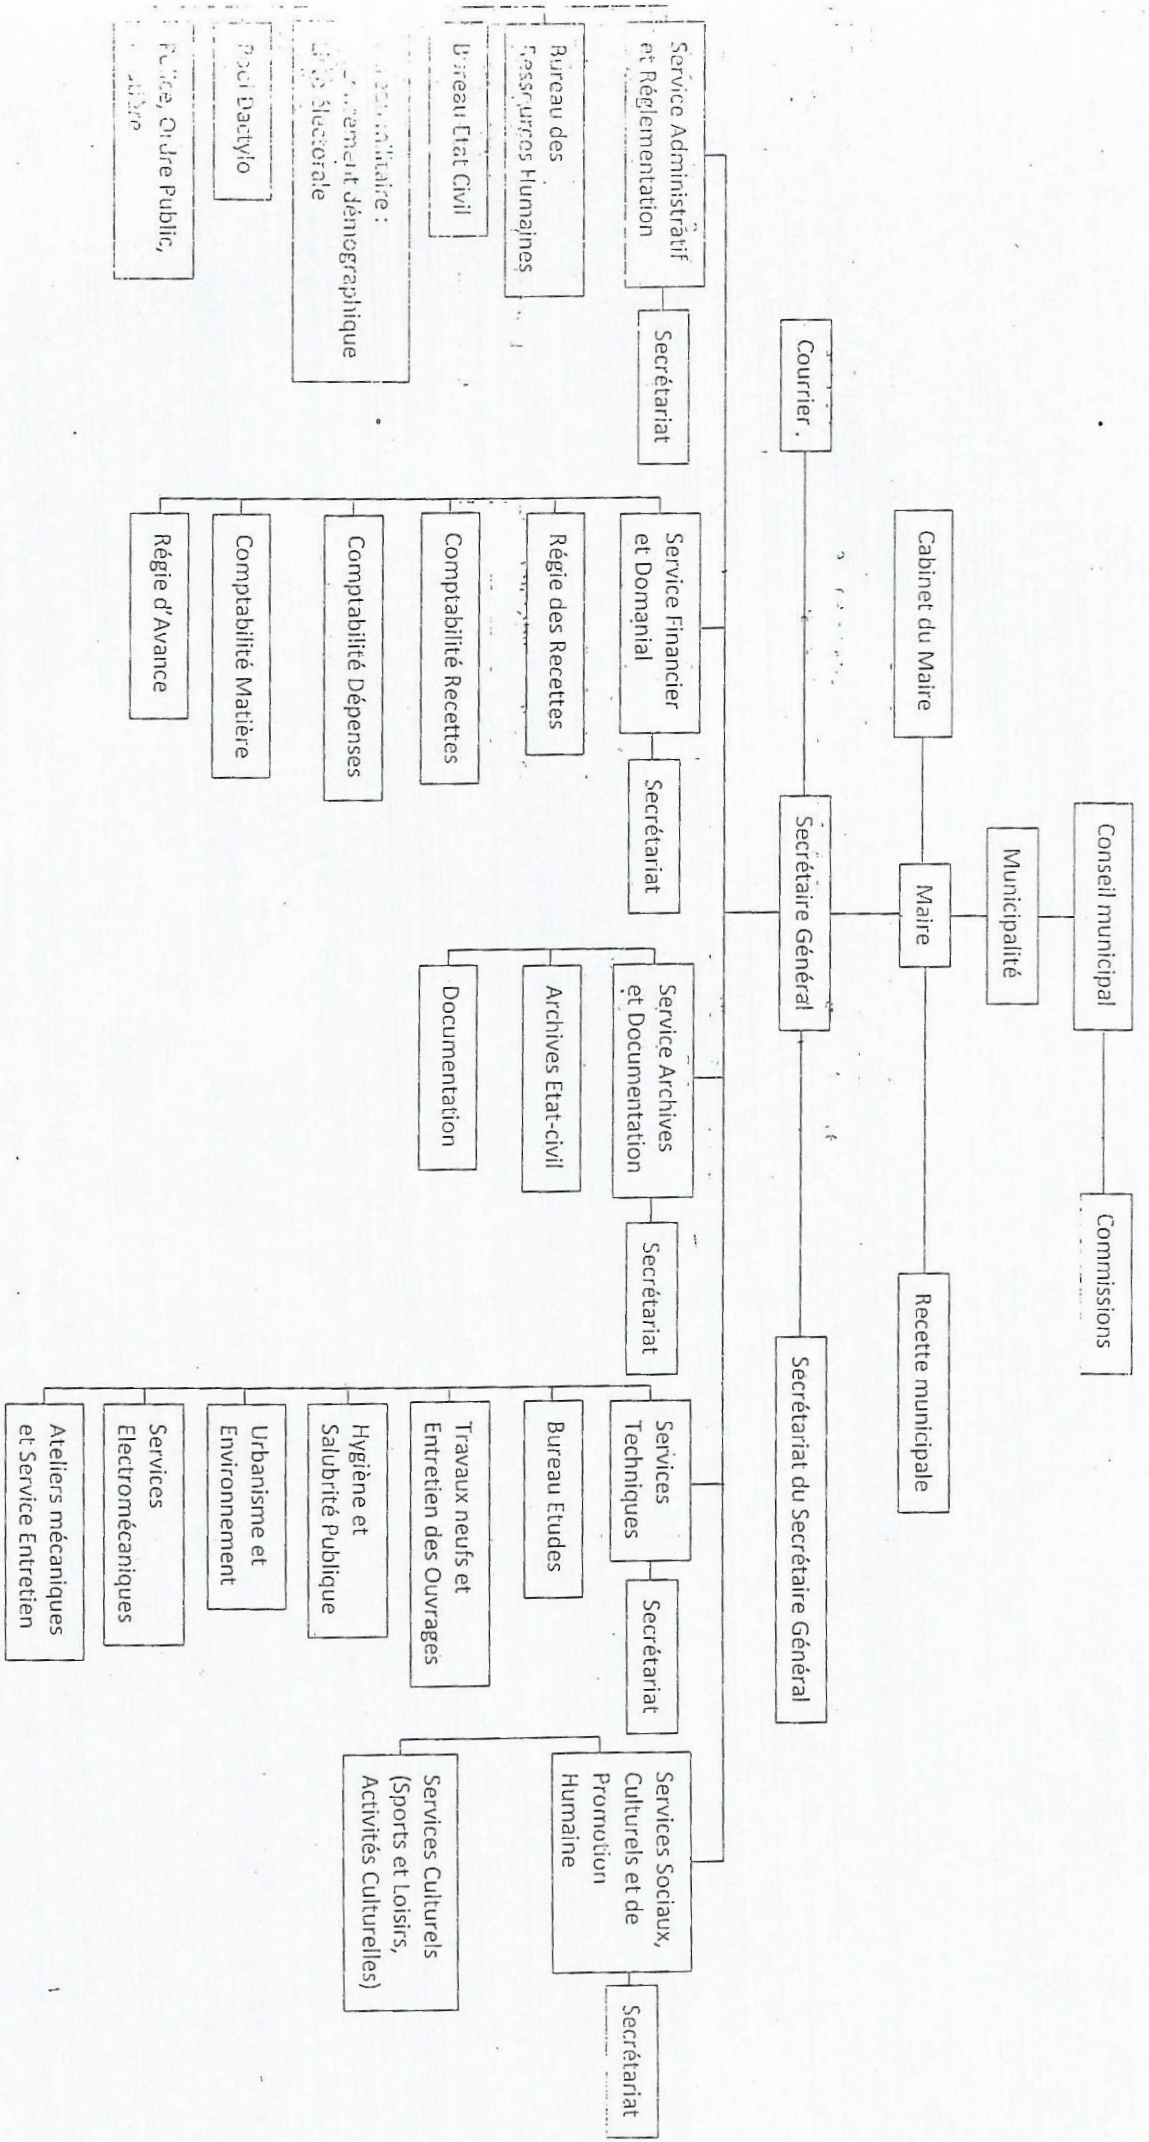 Conseil municipal
Commissions
Municipalité
Cabinet du Maire
Maire
Recette municipale
Courrier
Secrétaire Général
Secrétariat du Secrétaire Général
Service Administratif
et Réglementation
Secrétariat
Bureau des
Ressources Humaines
Bureau Etat Civil
militaire :
démographique
électorale
Dactylo
Police, Ordre Public,
Service Financier
et Domanial
Secrétariat
Régie des Recettes
Comptabilité Recettes
Comptabilité Dépenses
Comptabilité Matière
Régie d'Avance
Service Archives
et Documentation
Secrétariat
Archives Etat-civil
Documentation
Services
Techniques
Secrétariat
Bureau Etudes
Travaux neufs et
Entretien des Ouvrages
Hygiène et
Salubrité Publique
Urbanisme et
Environnement
Services
Electromécaniques
Ateliers mécaniques
et Service Entretien
Services Sociaux,
Culturels et de
Promotion
Humaine
Secrétariat
Services Culturels
(Sports et Loisirs,
Activités Culturelles)